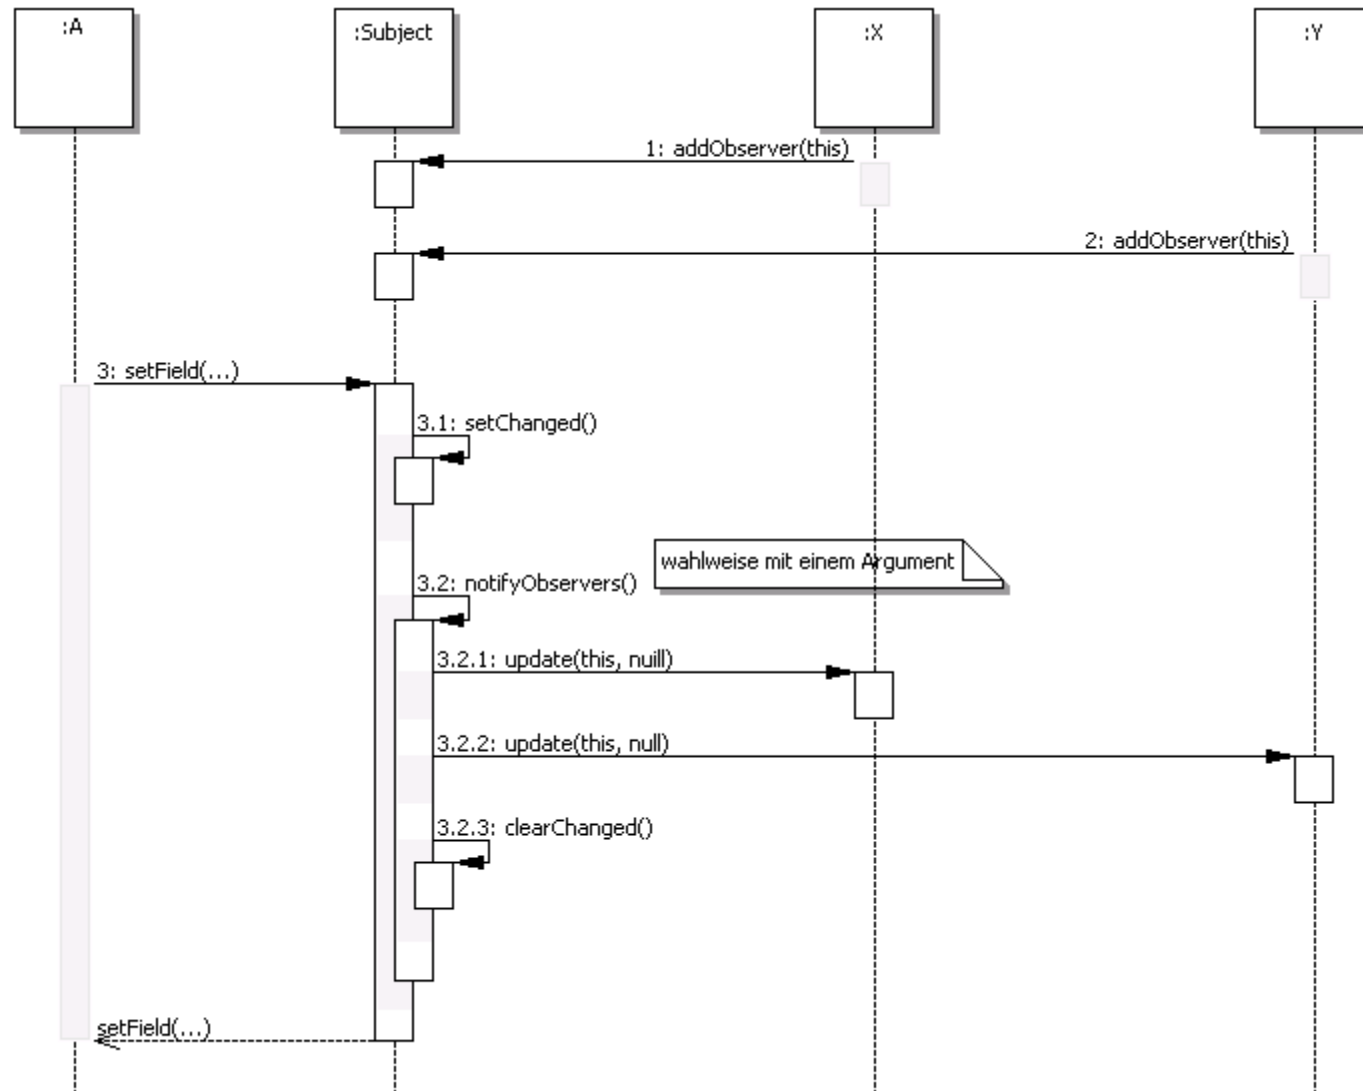 :A
:Subject
:X
:Y
1: addObserver(this)
2: addObserver(this)
3: setField(...)
3.1: setChanged()
wahlweise mit einem Argument
3.2: notifyObservers()
3.2.1: update(this, nuill)
3.2.2: update(this, null)
3.2.3: clearChanged()
setField(...)